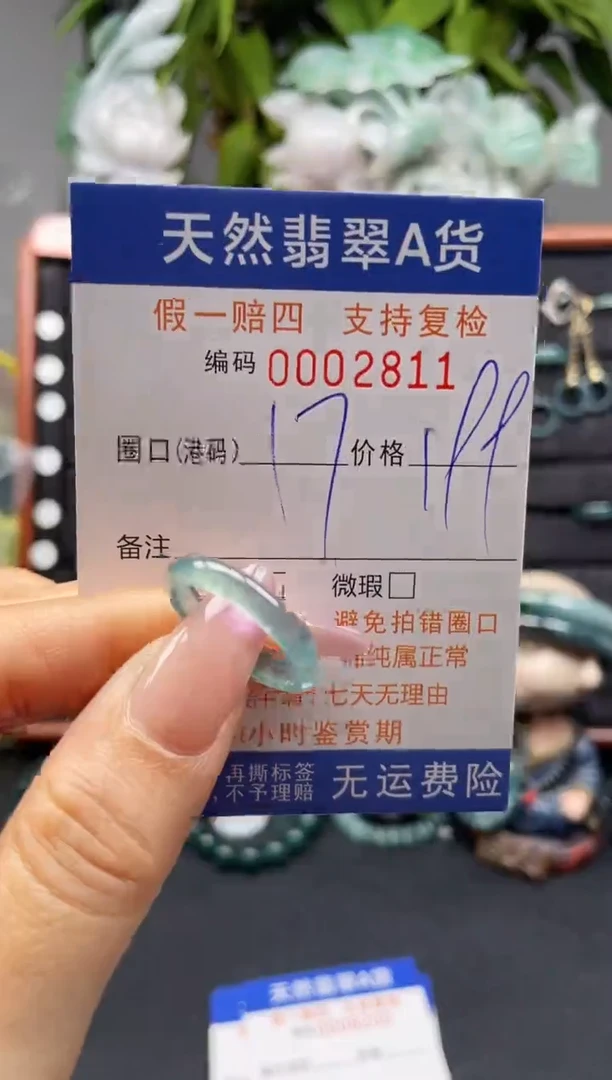 天然翡翠A货
假一赔四 支持复检
编码 0002811
圈口(港码) 17 价格 199
备注
微瑕□
避免拍错圈口
纯属正常
七天无理由
小时鉴赏期
再撕标签
,不予理赔
无运费险
天然翡翠A货